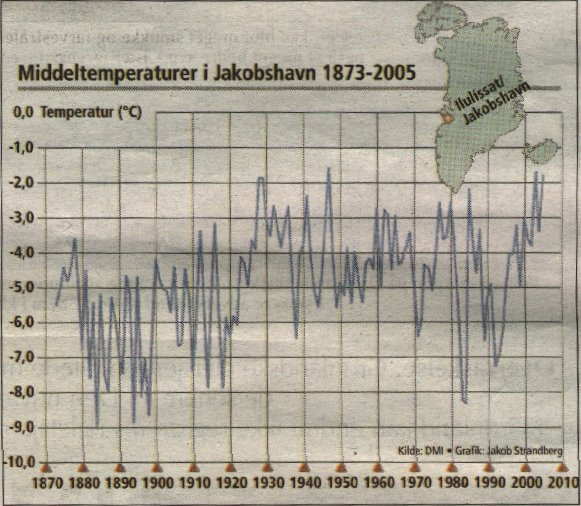 Middeltemperaturer i Jakobshavn 1873-2005
Ilulissat/
Jakobshavn
0,0 Temperatur (°C)
-1,0
-2,0
-3,0
-4,0
-5,0
-6,0
-7,0
-8,0
-9,0
-10,0
Kilde: DMI • Grafik: Jakob Strandberg
1870 1880 1890 1900 1910 1920 1930 1940 1950 1960 1970 1980 1990 2000 2010